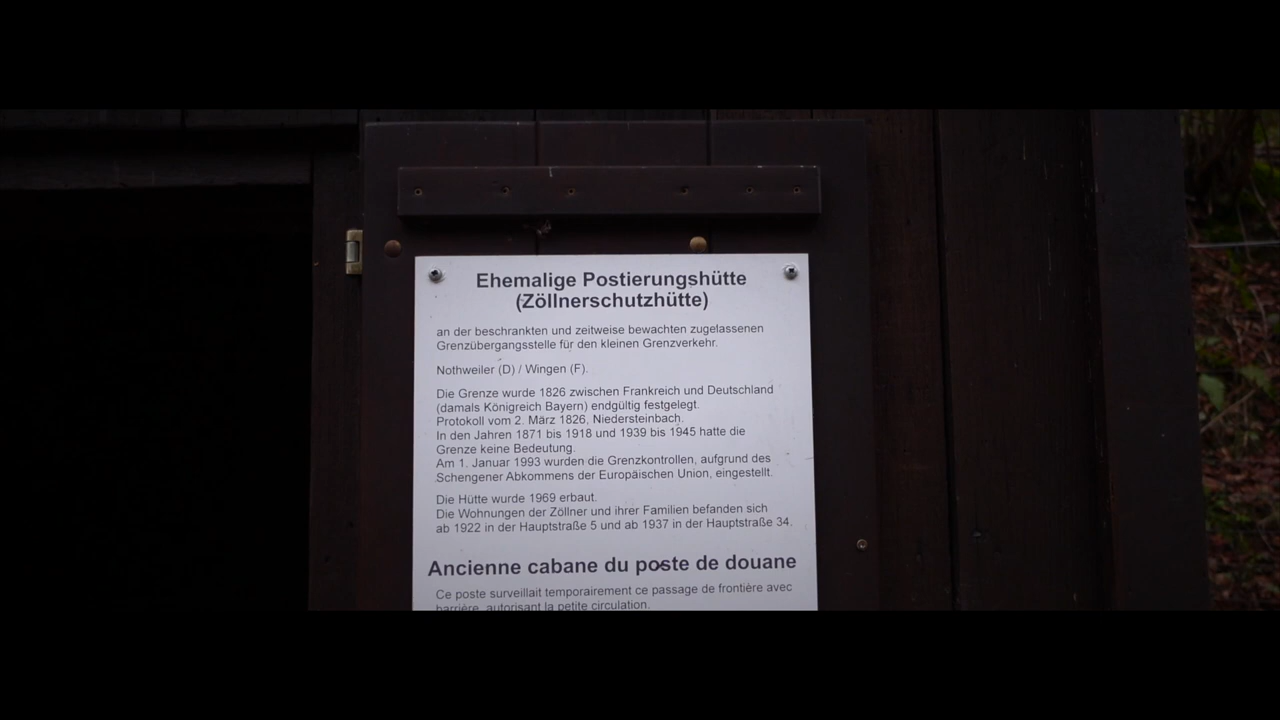 Ehemalige Postierungshütte
(Zöllnerschutzhütte)
an der beschrankten und zeitweise bewachten zugelassenen
Grenzübergangsstelle für den kleinen Grenzverkehr.
Nothweiler (D) / Wingen (F).
Die Grenze wurde 1826 zwischen Frankreich und Deutschland
(damals Königreich Bayern) endgültig festgelegt.
Protokoll vom 2. März 1826, Niedersteinbach.
In den Jahren 1871 bis 1918 und 1939 bis 1945 hatte die
Grenze keine Bedeutung.
Am 1. Januar 1993 wurden die Grenzkontrollen, aufgrund des
Schengener Abkommens der Europäischen Union, eingestellt.
Die Hütte wurde 1969 erbaut.
Die Wohnungen der Zöllner und ihrer Familien befanden sich
ab 1922 in der Hauptstraße 5 und ab 1937 in der Hauptstraße 34.
Ancienne cabane du poste de douane
Ce poste surveillait temporairement ce passage de frontière avec
barrière, autorisant la petite circulation.